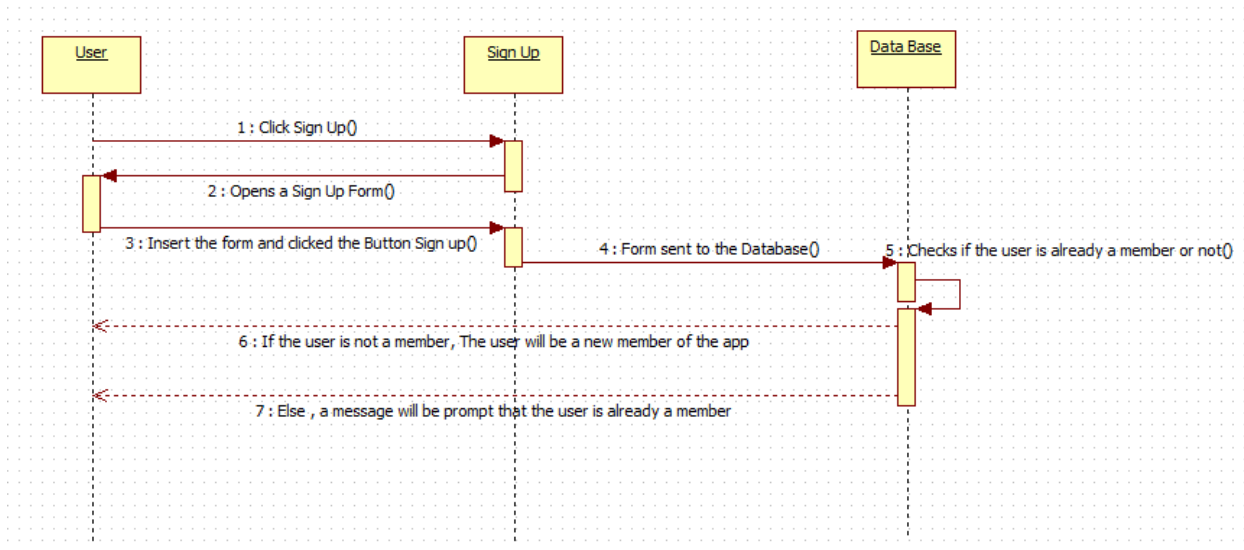 User
Sign Up
Data Base
1 : Click Sign Up()
2 : Opens a Sign Up Form()
3 : Insert the form and clicked the Button Sign up()
4 : Form sent to the Database()
5 : Checks if the user is already a member or not()
6 : If the user is not a member, The user will be a new member of the app
7 : Else , a message will be prompt that the user is already a member